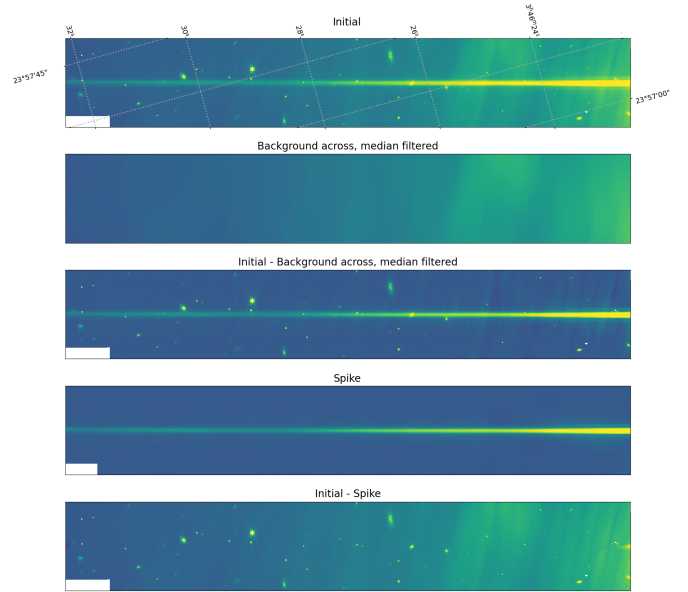 Initial
32ˢ 30ˢ 28ˢ 26ˢ 3ʰ46ᵐ24ˢ
23°57'45"
23°57'00"
Background across, median filtered
Initial - Background across, median filtered
Spike
Initial - Spike